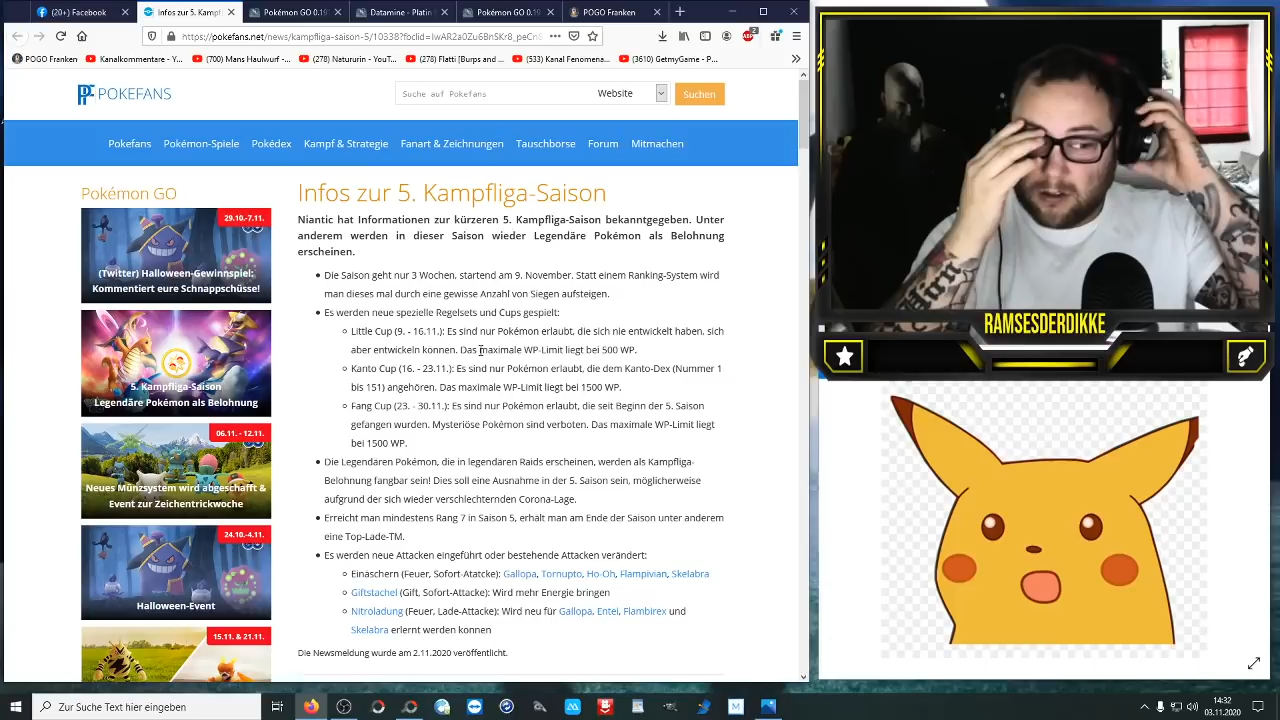 (20+) Facebook
Infos zur 5. Kampf
Pokémon GO 0.19
Datamine - Platin
Pokémon GO 0.
POGO Franken
https://pokefans.net/news/kampfliga-saison-5/10338?fbclid=
POGO Franken
Kanalkommentare - Y...
(700) Mans Haulwurf -...
(278) Natururin - YouT...
(278) Flatti [Burps and ...
(533) Kanal Fenomena...
(3610) GetmyGame - P...
POKEFANS
Suche auf Pokefans
Website
Suchen
Pokefans
Pokémon-Spiele
Pokédex
Kampf & Strategie
Fanart & Zeichnungen
Tauschbörse
Forum
Mitmachen
Pokémon GO
29.10.-7.11.
(Twitter) Halloween-Gewinnspiel:
Kommentiert eure Schnappschüsse!
5. Kampfliga-Saison
Legendäre Pokémon als Belohnung
06.11. - 12.11.
Neues Münzsystem wird abgeschafft &
Event zur Zeichentrickwoche
24.10.-4.11.
Halloween-Event
15.11. & 21.11.
Infos zur 5. Kampfliga-Saison
Niantic hat Informationen zur kürzeren 5. Kampfliga-Saison bekanntgegeben. Unter
anderem werden in dieser Saison wieder Legendäre Pokémon als Belohnung
erscheinen.
Die Saison geht nur 3 Wochen, startend am 9. November. Statt einem Ranking-System wird
man dieses mal durch eine gewisse Anzahl von Siegen aufsteigen.
Es werden neue spezielle Regelsets und Cups gespielt:
Little Cup (9. - 16.11.): Es sind nur Pokémon erlaubt, die sich nie entwickelt haben, sich
aber entwickeln können. Das maximale WP-Limit liegt bei 500 WP.
Kanto Cup (16. - 23.11.): Es sind nur Pokémon erlaubt, die dem Kanto-Dex (Nummer 1
bis 151) angehören. Das maximale WP-Limit liegt bei 1500 WP.
Fang Cup (23. - 30.11.): Es sind nur Pokémon erlaubt, die seit Beginn der 5. Saison
gefangen wurden. Mysteriöse Pokémon sind verboten. Das maximale WP-Limit liegt
bei 1500 WP.
Die Legendären Pokémon, die in legendären Raids erscheinen, werden als Kampfliga-
Belohnung fangbar sein! Dies soll eine Ausnahme in der 5. Saison sein, möglicherweise
aufgrund der sich wieder verschlechternden Corona-Lage.
Erreicht man mindestens Rang 7 in Saison 5, erhält man am Ende der Saison unter anderem
eine Top-Lade-TM.
Es werden neue Attacken eingeführt oder bestehende Attacken verändert:
Einäschern (Feuer, Sofort-Atatcke): Gallopa, Tornupto, Ho-Oh, Flampivian, Skelabra
Giftstachel (Gift, Sofort-Attacke): Wird mehr Energie bringen
Nitroladung (Feuer, Lade-Attacke): Wird neu für Gallopa, Entei, Flambirex und
Skelabra erlernt werden können
Die Newsmeldung wurde am 2.11.2020 veröffentlicht.
RAMSESDERDIKKE
Zur Suche Text hier eingeben
14:32
03.11.2020